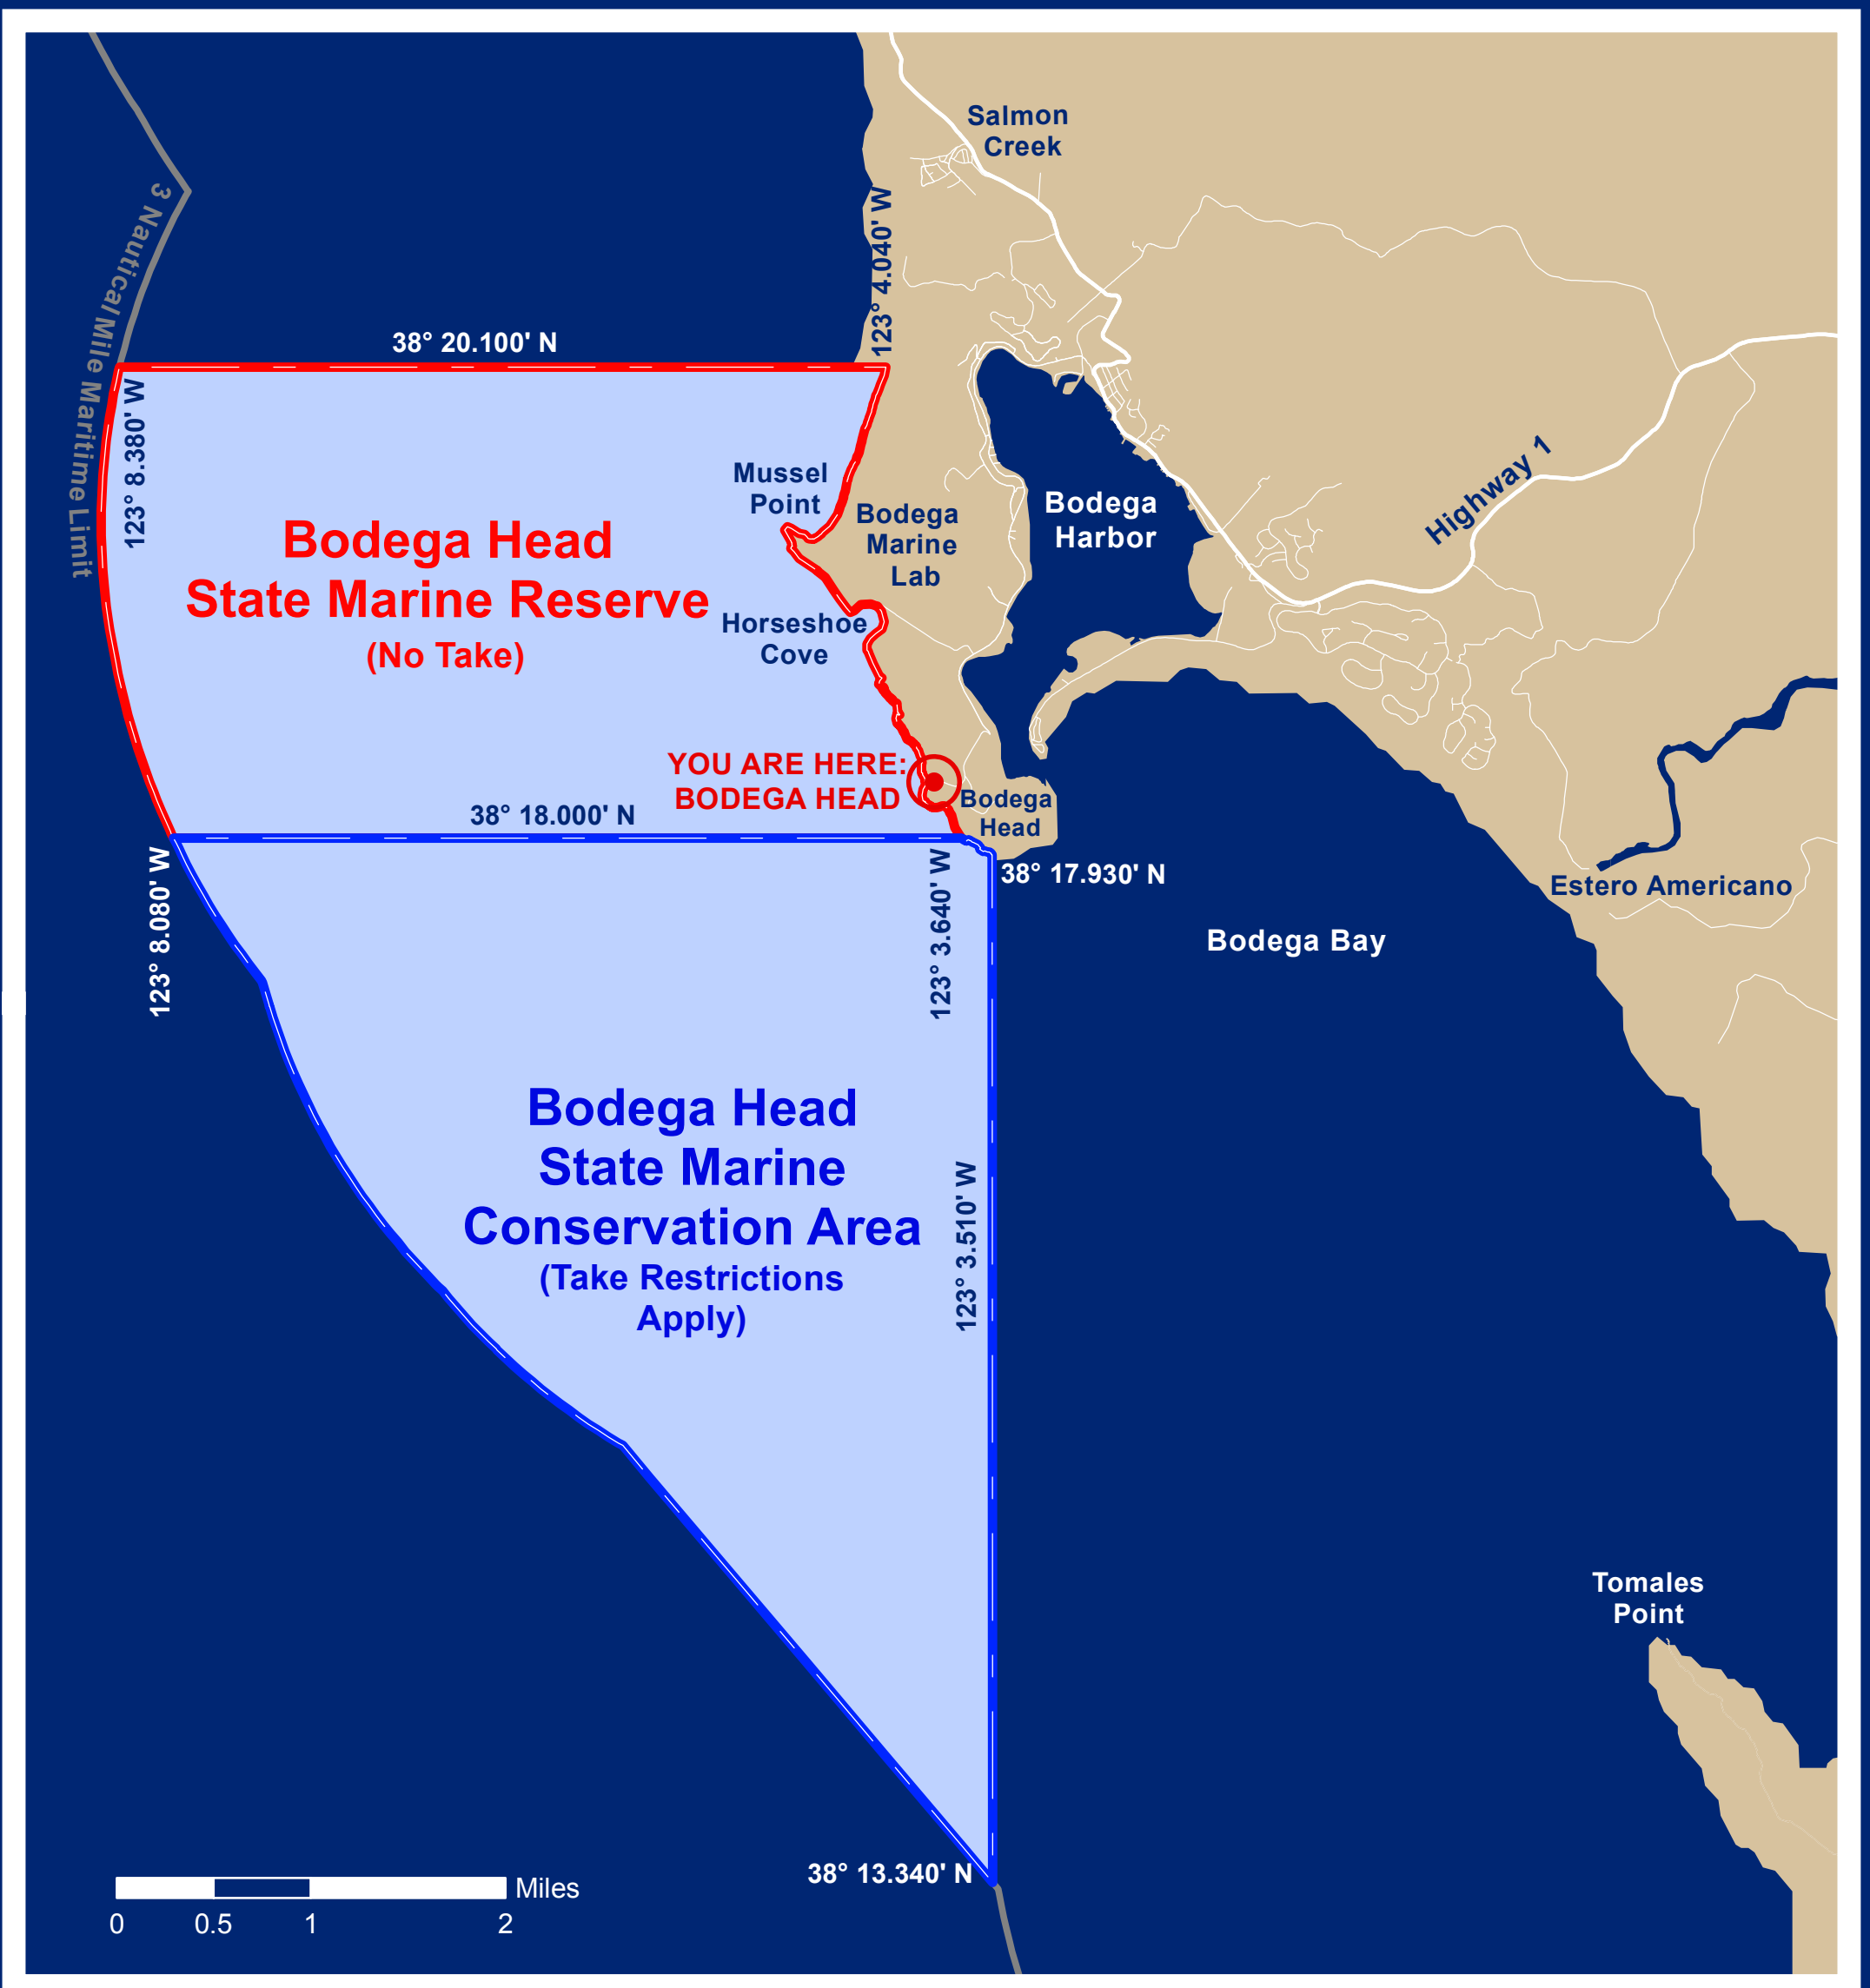 Salmon
Creek
3 Nautical Mile Maritime Limit
123° 4.040' W
38° 20.100' N
123° 8.380' W
Mussel
Point
Bodega
Marine
Lab
Bodega
Harbor
Highway 1
Bodega Head
State Marine Reserve
(No Take)
Horseshoe
Cove
YOU ARE HERE:
BODEGA HEAD
Bodega
Head
38° 18.000' N
38° 17.930' N
123° 8.080' W
123° 3.640' W
Estero Americano
Bodega Bay
Bodega Head
State Marine
Conservation Area
(Take Restrictions
Apply)
123° 3.510' W
Tomales
Point
38° 13.340' N
Miles
0 0.5 1 2